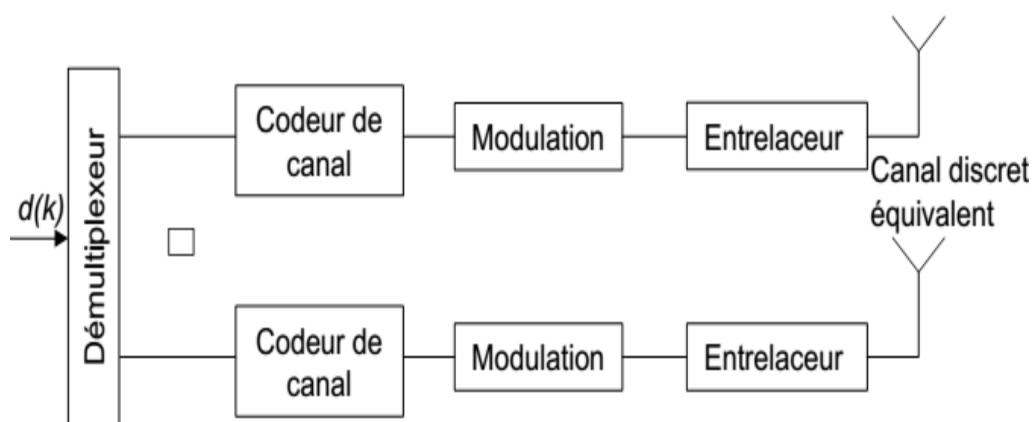 Démultiplexeur
d(k)
Codeur de
canal
Modulation
Entrelaceur
Canal discret
équivalent
Codeur de
canal
Modulation
Entrelaceur